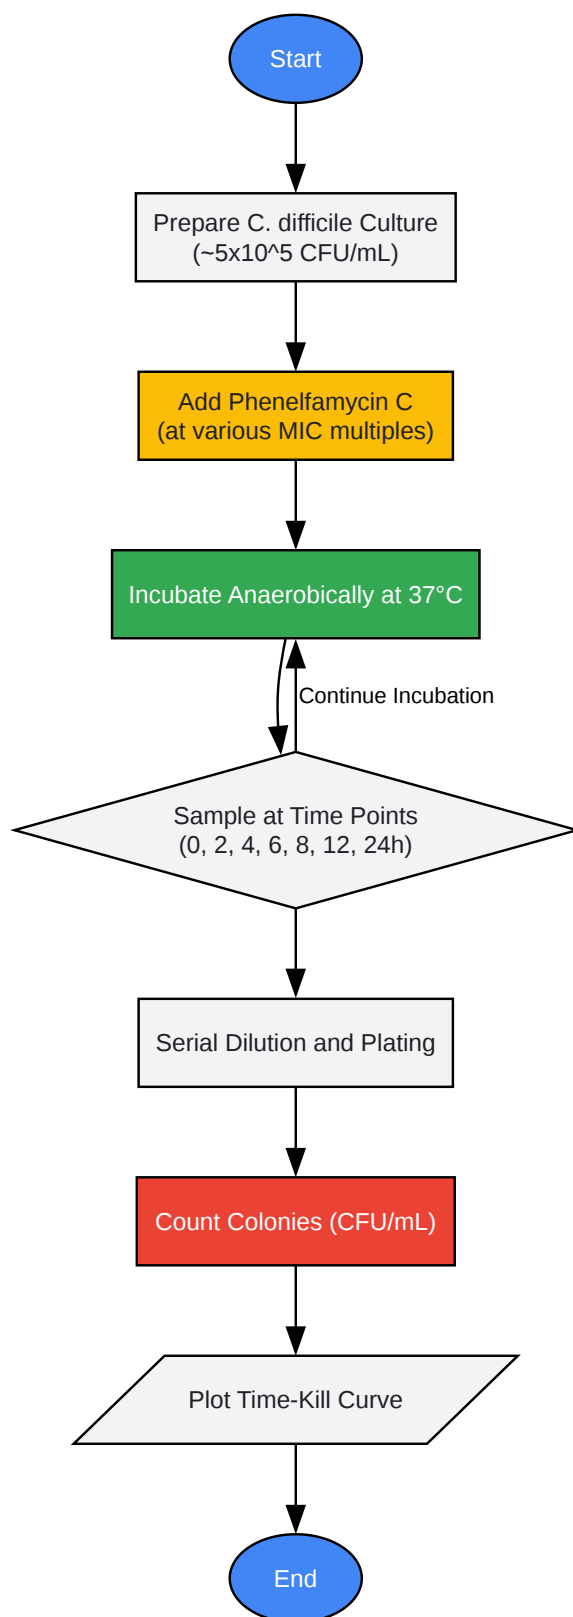 Start
Prepare C. difficile Culture
(~5x10^5 CFU/mL)
Add Phenelfamycin C
(at various MIC multiples)
Incubate Anaerobically at 37°C
Continue Incubation
Sample at Time Points
(0, 2, 4, 6, 8, 12, 24h)
Serial Dilution and Plating
Count Colonies (CFU/mL)
Plot Time-Kill Curve
End